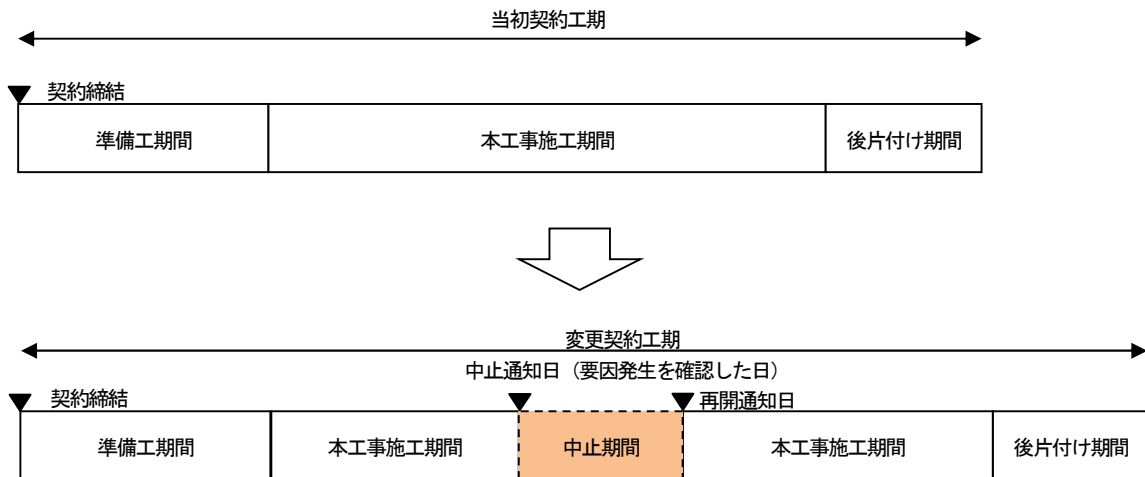 当初契約工期
契約締結
準備工期間
本工事施工期間
後片付け期間
変更契約工期
中止通知日（要因発生を確認した日）
契約締結
再開通知日
準備工期間
本工事施工期間
中止期間
本工事施工期間
後片付け期間